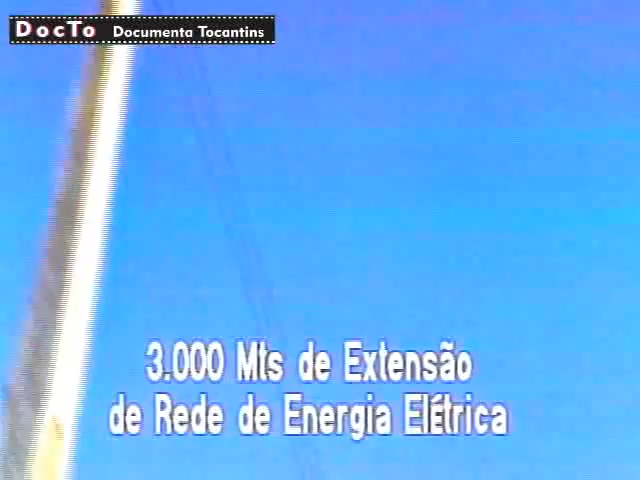 DocTo Documenta Tocantins
3.000 Mts de Extensão
de Rede de Energia Elétrica